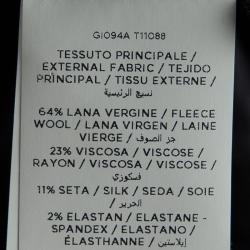 GI094A T11088
TESSUTO PRINCIPALE /
EXTERNAL FABRIC / TEJIDO
PRÍNCIPAL / TISSU EXTERNE /
نسيج الرئيسية
64% LANA VERGINE / FLEECE
WOOL / LANA VIRGEN / LAINE
VIERGE / جز الصوف /
23% VISCOSA / VISCOSE /
RAYON / VISCOSA / VISCOSE /
فسكوزي /
11% SETA / SILK / SEDA / SOIE
/ الحرير /
2% ELASTAN / ELASTANE -
SPANDEX / ELASTANO /
ÉLASTHANNE / إيلاستين /